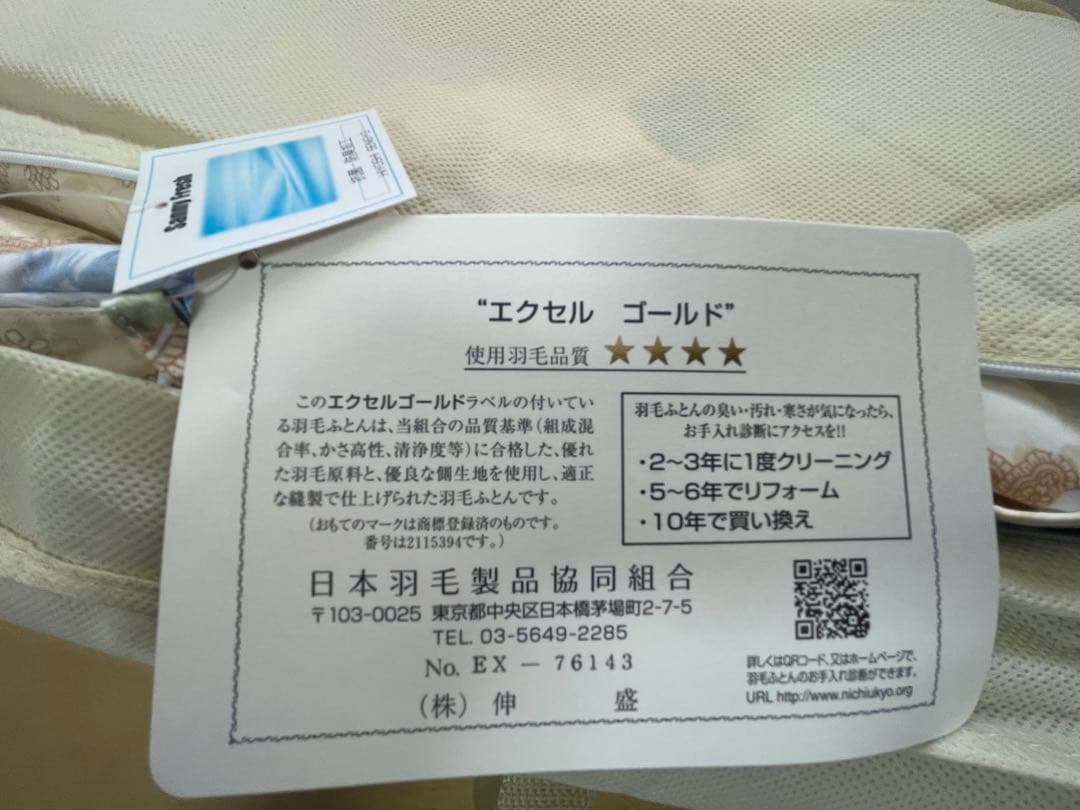 Sanny Fresh
"エクセル ゴールド"
使用羽毛品質 ★★★★
このエクセルゴールドラベルの付いてい
る羽毛ふとんは、当組合の品質基準(組成混
合率、かさ高性、清浄度等)に合格した、優れ
た羽毛原料と、優良な側生地を使用し、適正
な縫製で仕上げられた羽毛ふとんです。
(おもてのマークは商標登録済のものです。
番号は2115394です。)
羽毛ふとんの臭い・汚れ・寒さが気になったら、
お手入れ診断にアクセスを!!
・2〜3年に1度クリーニング
・5〜6年でリフォーム
・10年で買い換え
日本羽毛製品協同組合
〒103-0025 東京都中央区日本橋茅場町2-7-5
TEL. 03-5649-2285
No. EX － 76143
(株) 伸 盛
詳しくはQRコード、又はホームページで、
羽毛ふとんのお手入れ診断ができます。
URL http://www.nichiukyo.org